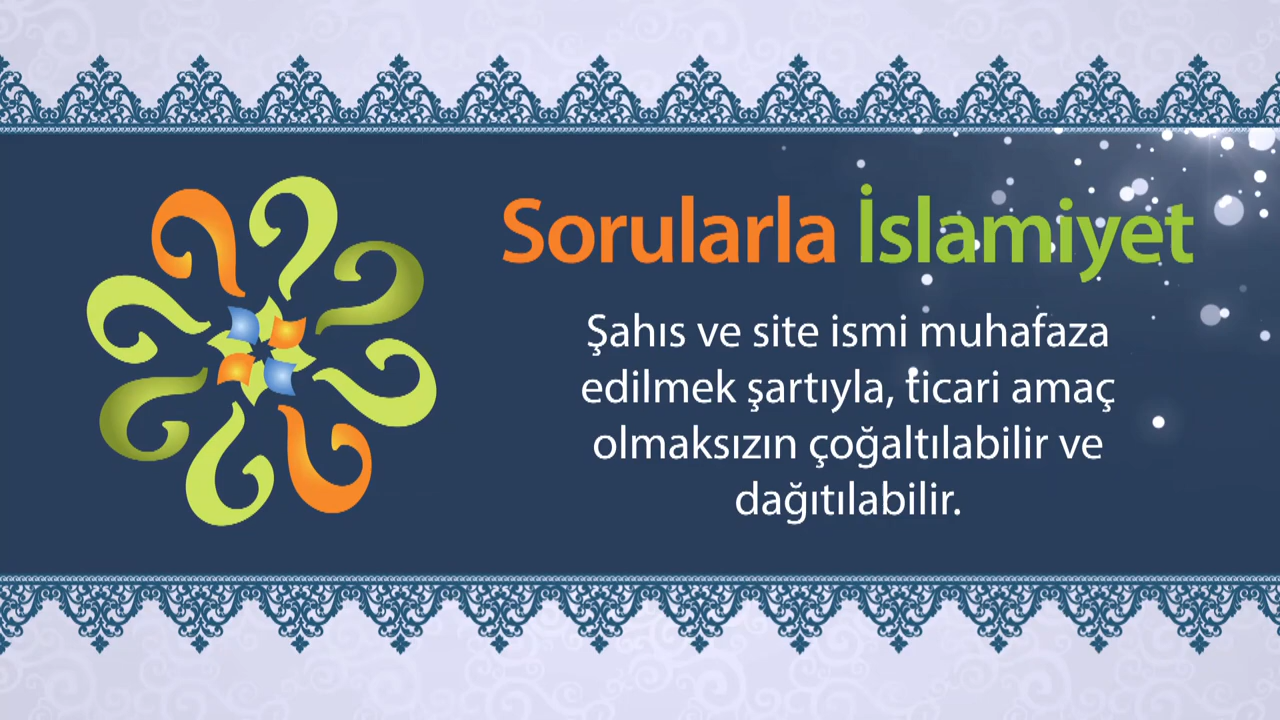 Sorularla İslamiyet
Şahıs ve site ismi muhafaza
edilmek şartıyla, ticari amaç
olmaksızın çoğaltılabilir ve
dağıtılabilir.